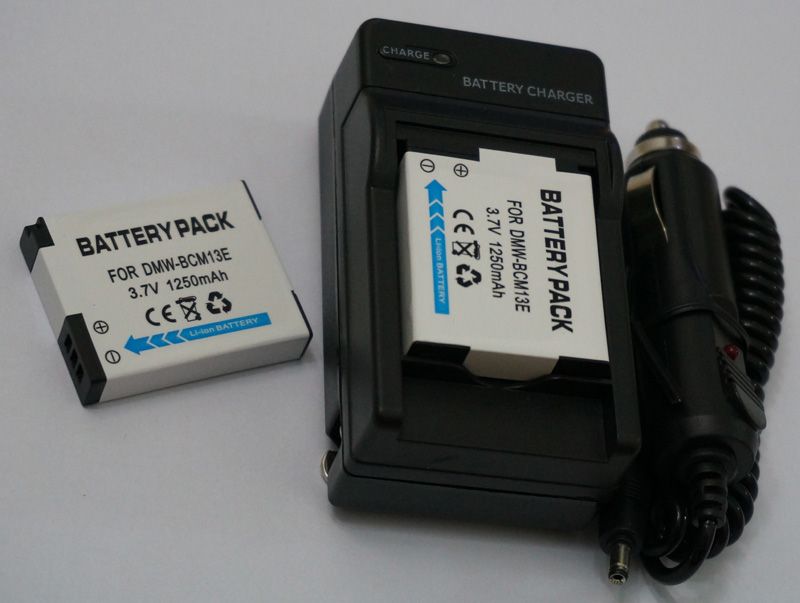 BATTERY PACK
FOR DMW-BCM13E
3.7V 1250mAh
CE
Li-ion BATTERY
CHARGE
BATTERY CHARGER
BATTERY PACK
FOR DMW-BCM13E
3.7V 1250mAh
CE
Li-ion BATTERY